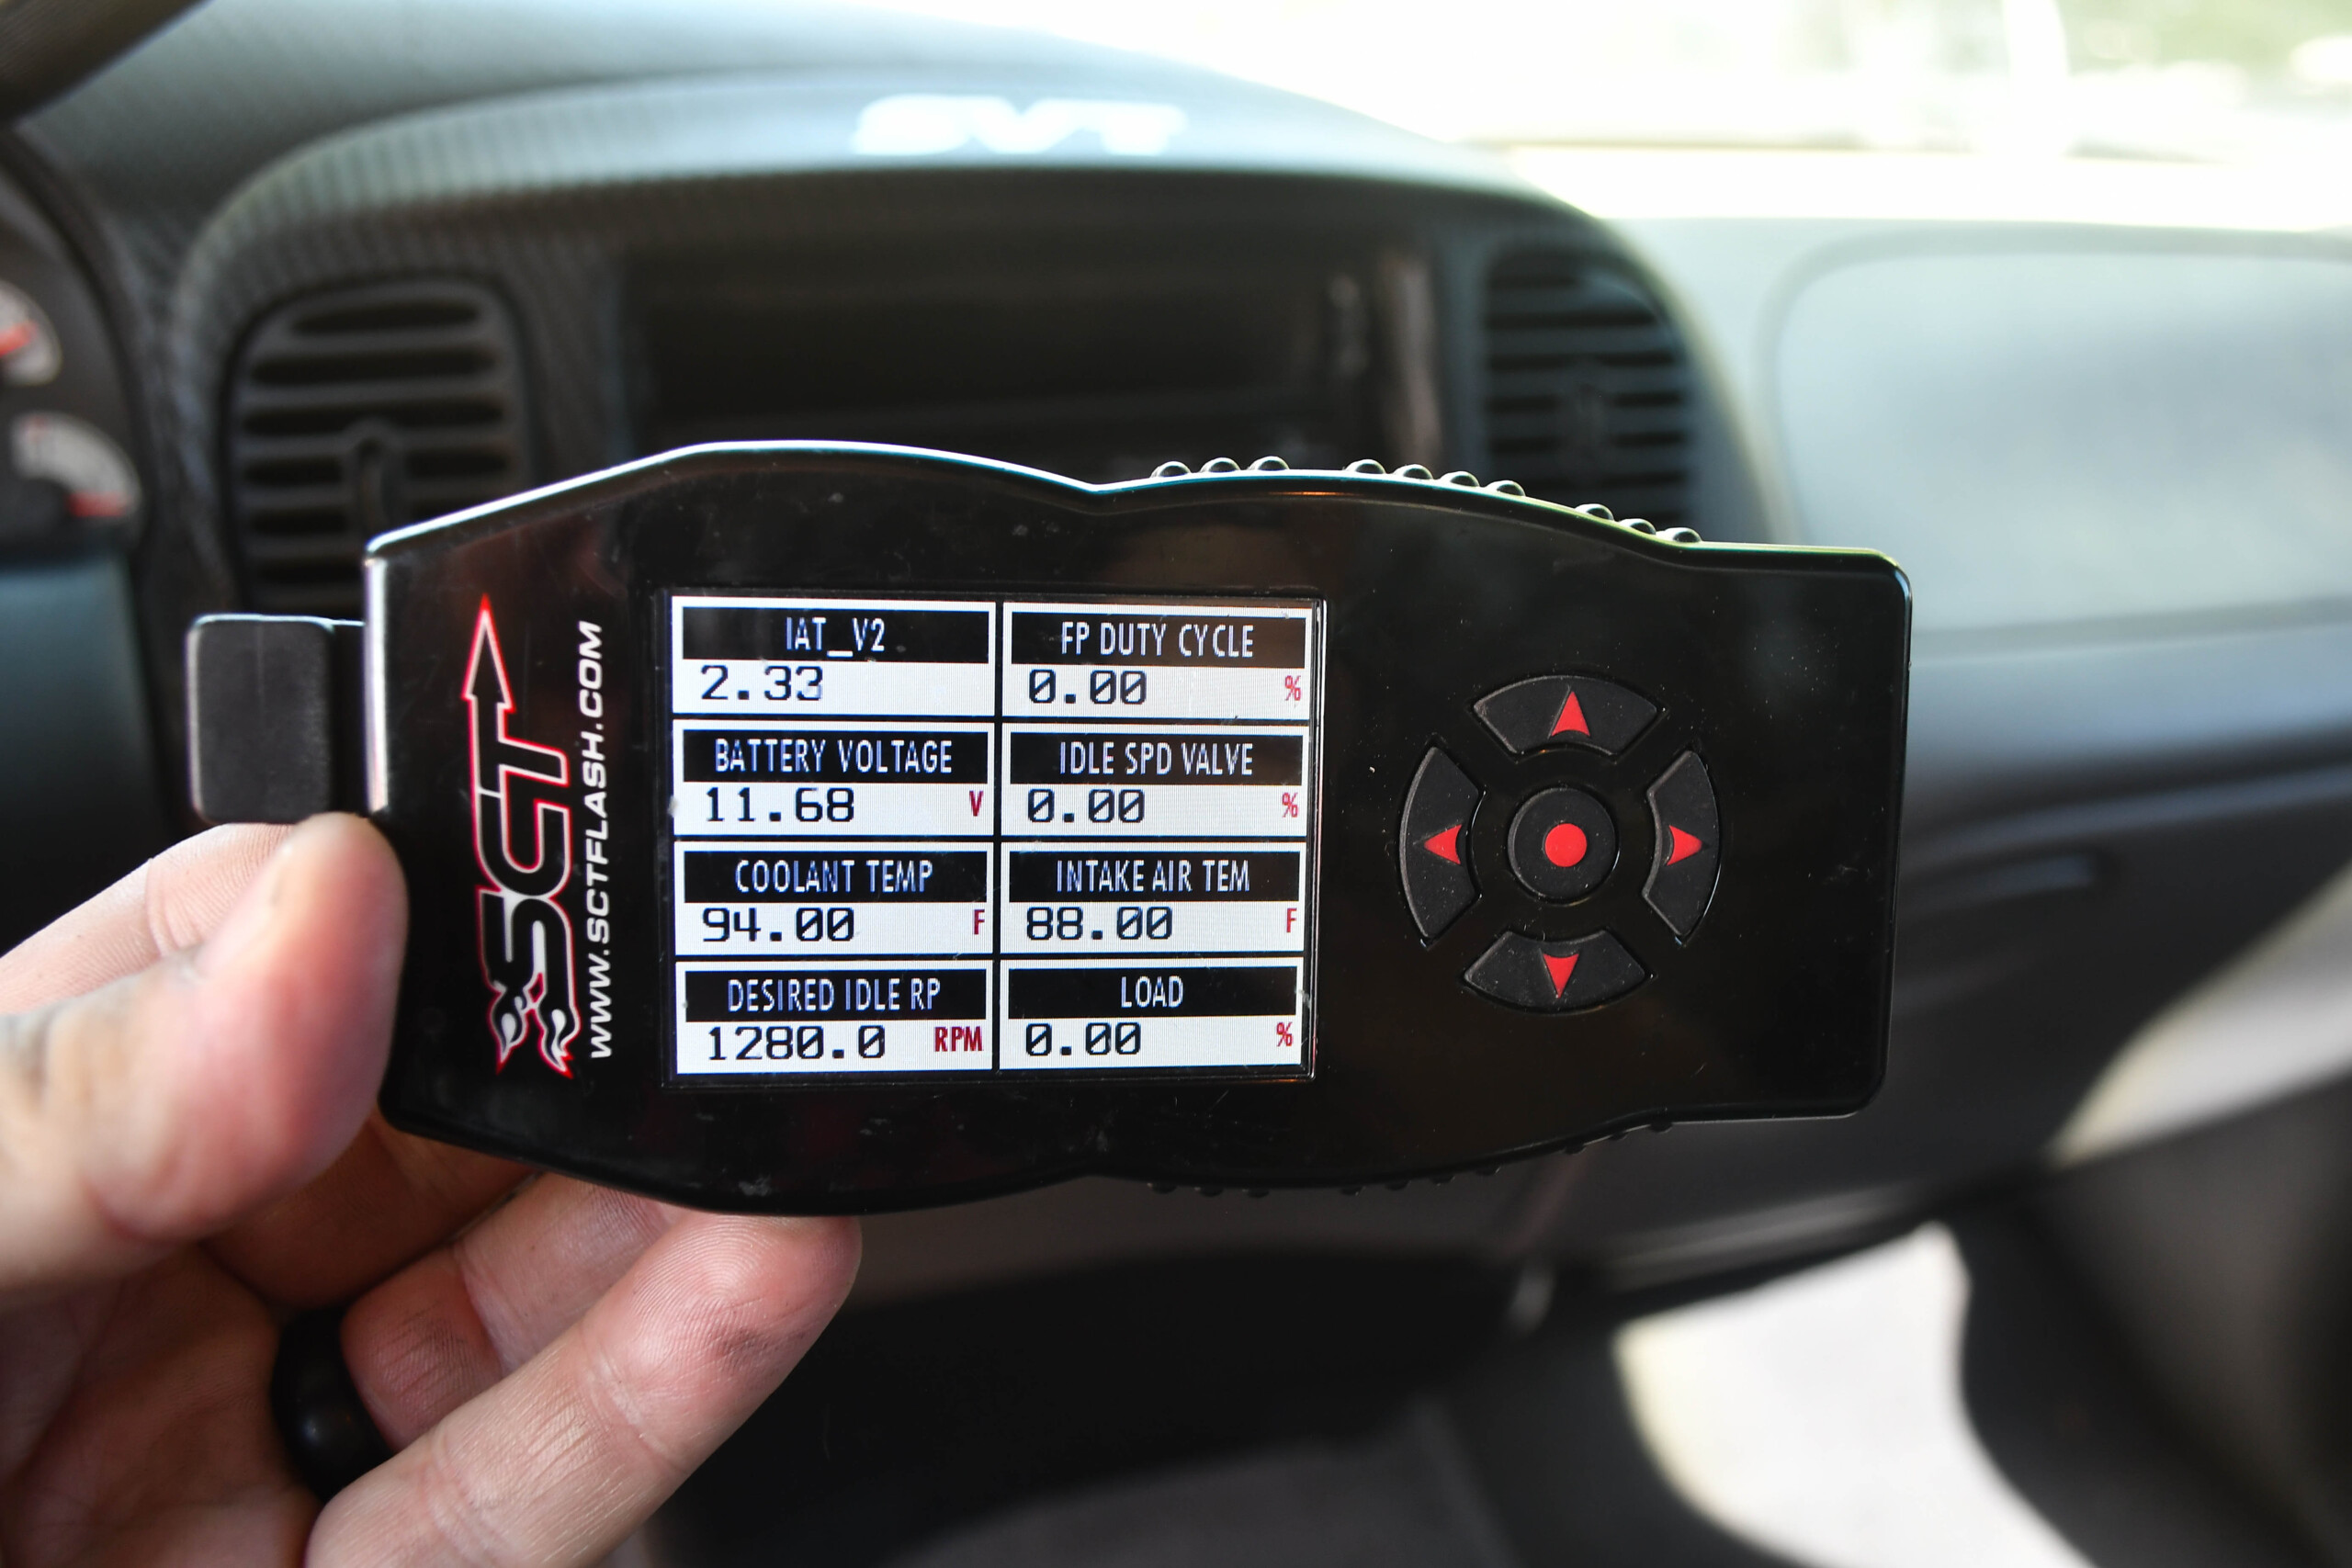 SVT
SCT
WWW.SCTFLASH.COM
IAT_V2
2.33
FP DUTY CYCLE
0.00 %
BATTERY VOLTAGE
11.68 V
IDLE SPD VALVE
0.00 %
COOLANT TEMP
94.00 F
INTAKE AIR TEM
88.00 F
DESIRED IDLE RP
1280.0 RPM
LOAD
0.00 %